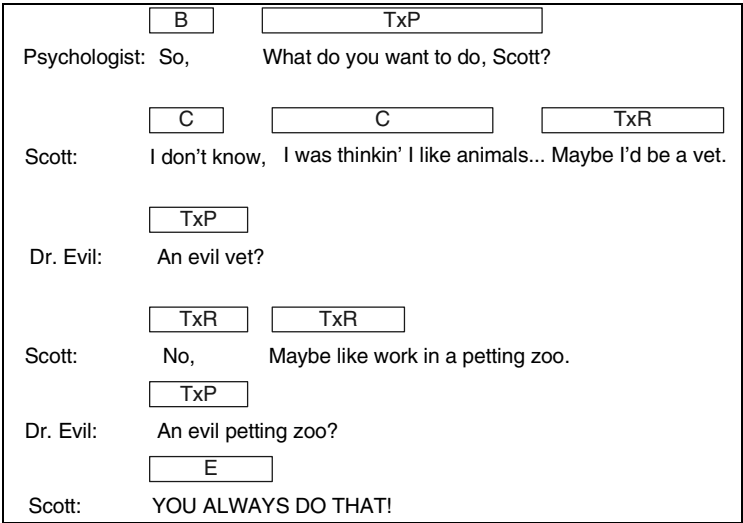 B TxP
Psychologist: So, What do you want to do, Scott?
C C TxR
Scott: I don't know, I was thinkin' I like animals... Maybe I'd be a vet.
TxP
Dr. Evil: An evil vet?
TxR TxR
Scott: No, Maybe like work in a petting zoo.
TxP
Dr. Evil: An evil petting zoo?
E
Scott: YOU ALWAYS DO THAT!